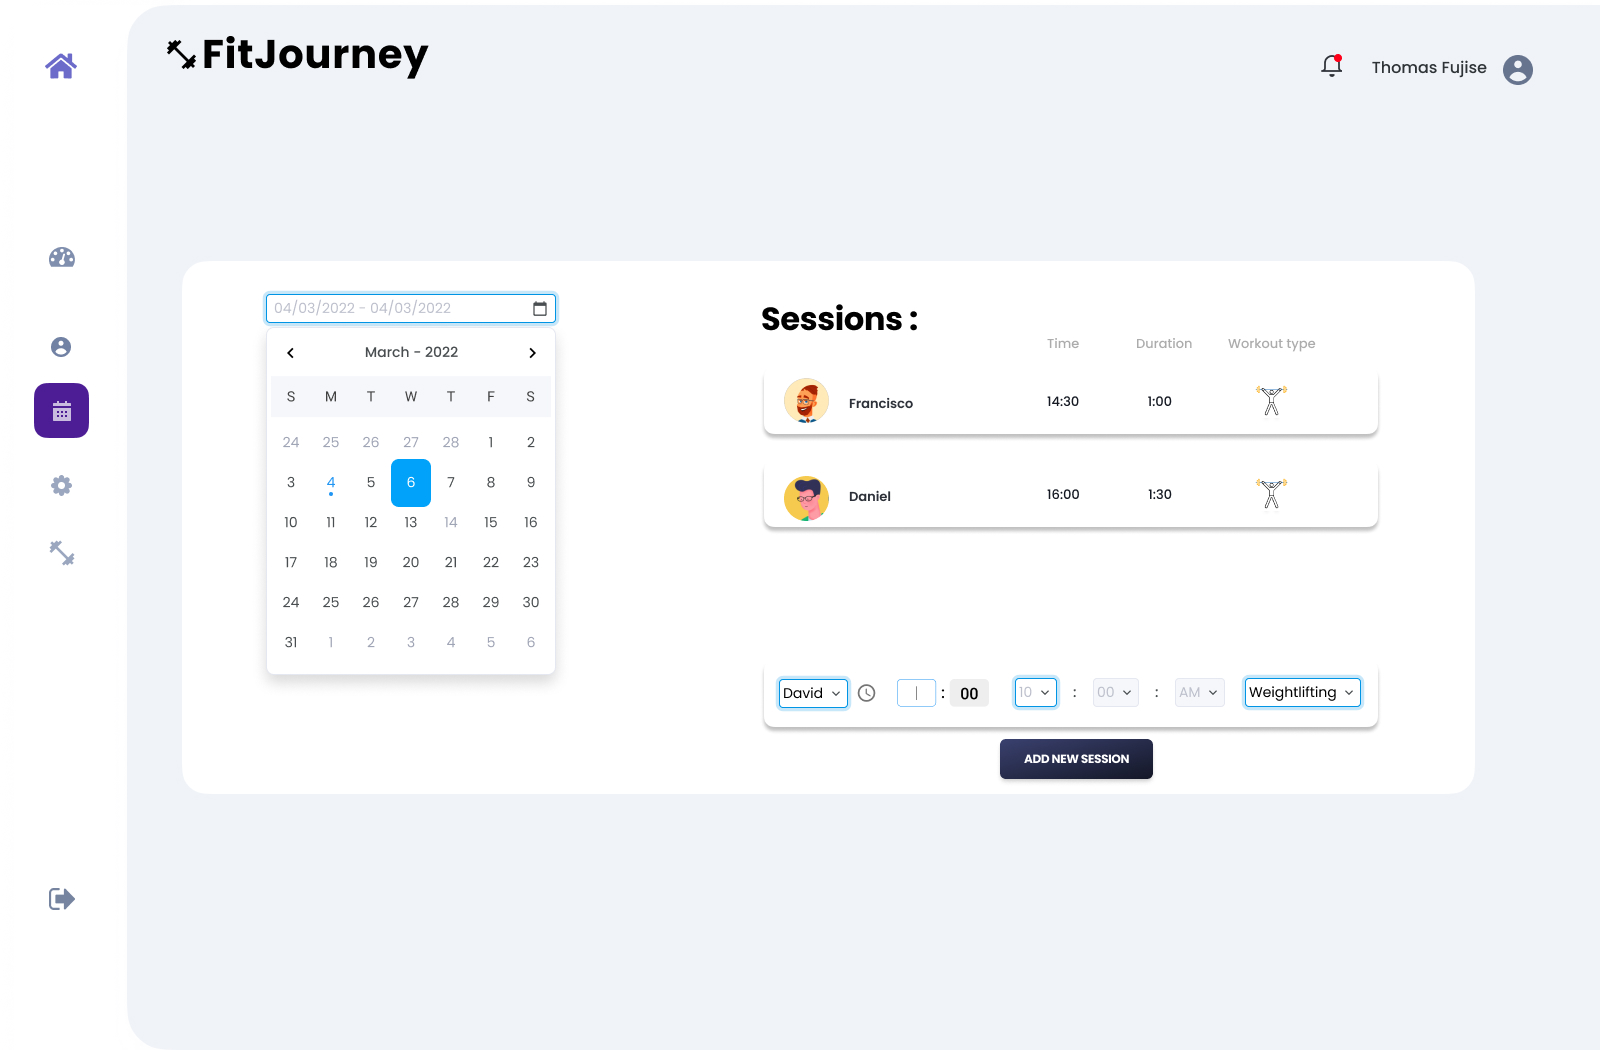 FitJourney
Thomas Fujise
04/03/2022 - 04/03/2022
March - 2022
S M T W T F S
24 25 26 27 28 1 2
3 4 5 6 7 8 9
10 11 12 13 14 15 16
17 18 19 20 21 22 23
24 25 26 27 28 29 30
31 1 2 3 4 5 6
Sessions :
Time Duration Workout type
Francisco 14:30 1:00
Daniel 16:00 1:30
David : 00 10 : 00 : AM Weightlifting
ADD NEW SESSION